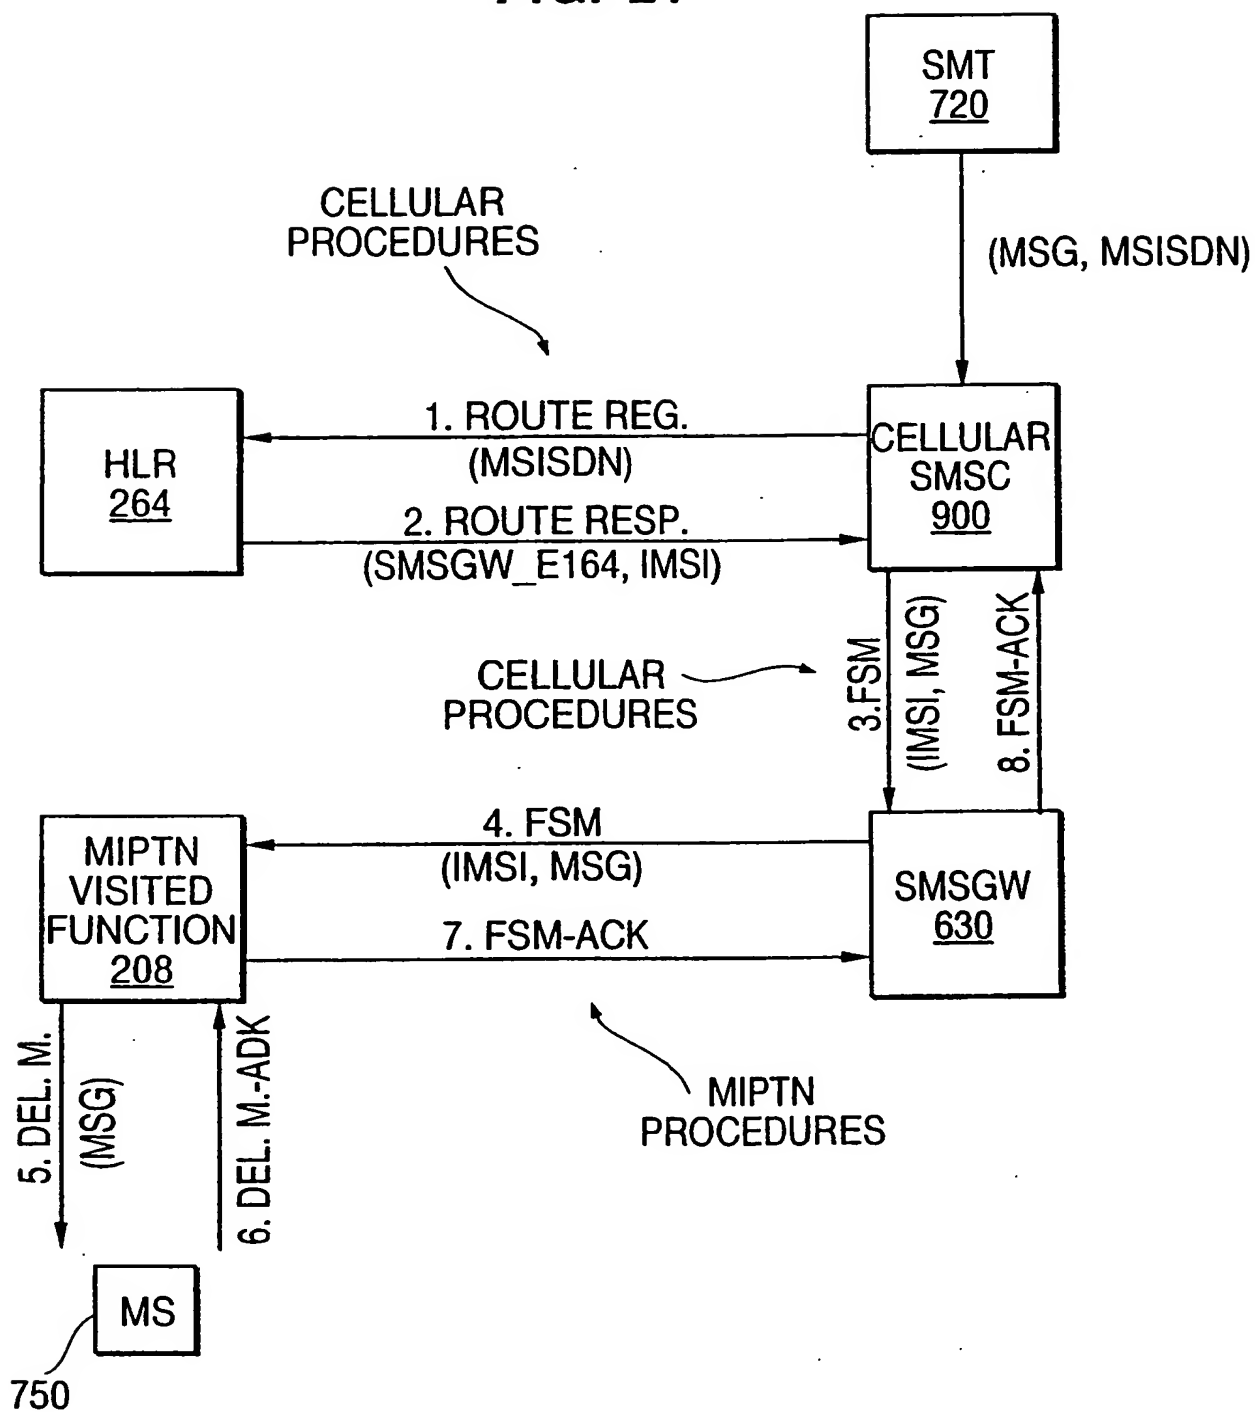 SMT
720
(MSG, MSISDN)
CELLULAR
PROCEDURES
HLR
264
1. ROUTE REG.
(MSISDN)
2. ROUTE RESP.
(SMSGW_E164, IMSI)
CELLULAR
SMSC
900
CELLULAR
PROCEDURES
3.FSM
(IMSI, MSG)
8. FSM-ACK
MIPTN
VISITED
FUNCTION
208
4. FSM
(IMSI, MSG)
7. FSM-ACK
SMSGW
630
5. DEL. M.
(MSG)
6. DEL. M.-ADK
MIPTN
PROCEDURES
MS
750